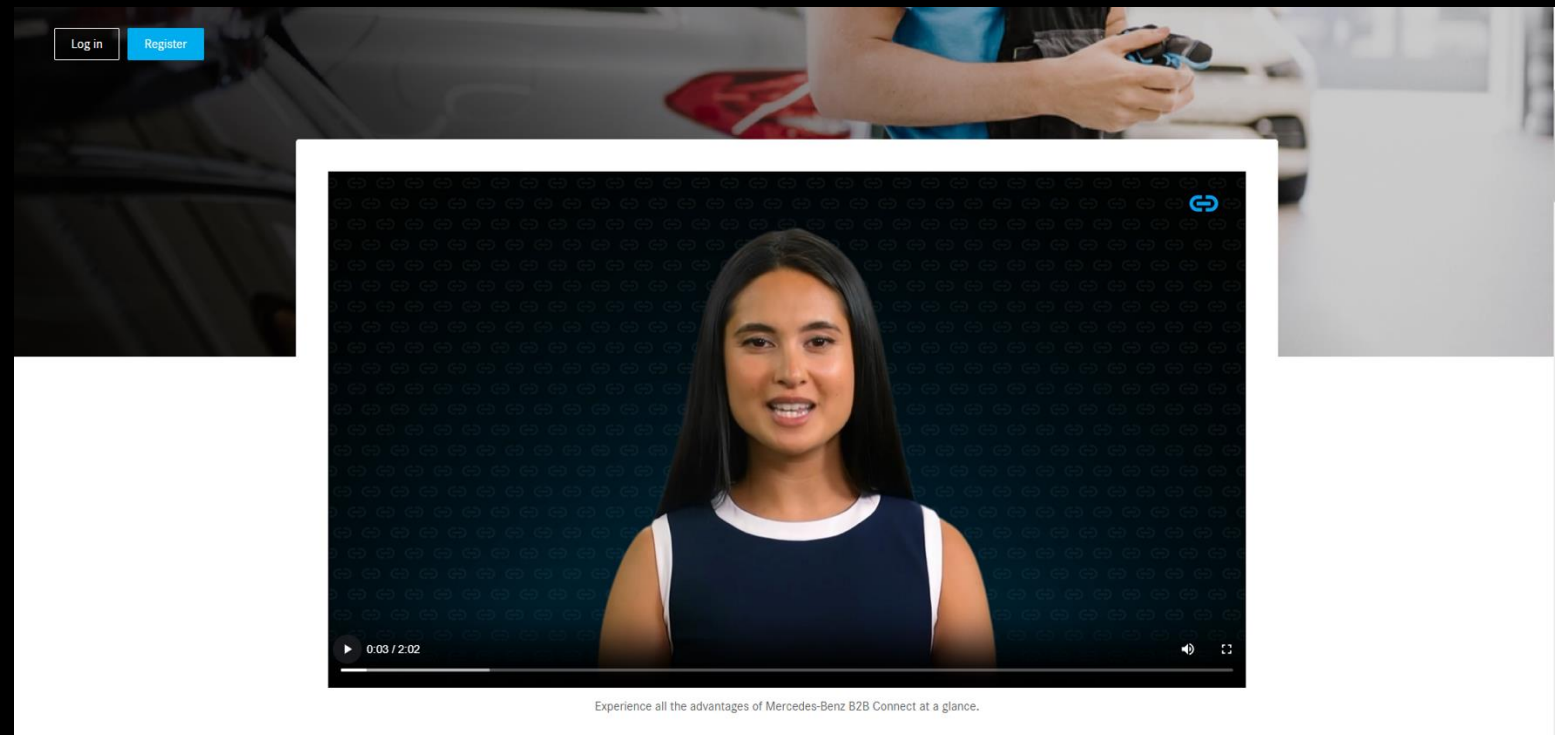 Log in
Register
0:03 / 2:02
Experience all the advantages of Mercedes-Benz B2B Connect at a glance.